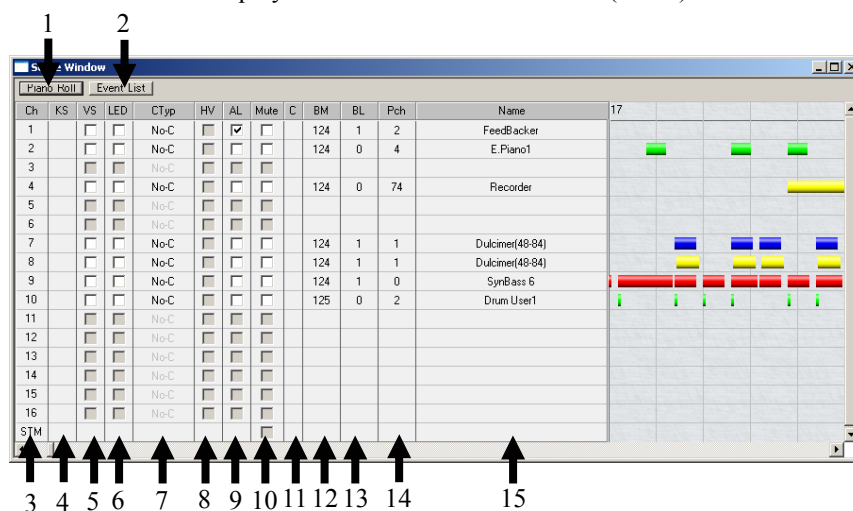 1 2
Window
Piano Roll Event List
Ch KS VS LED CTyp HV AL Mute C BM BL Pch Name 17
1 No-C 124 1 2 FeedBacker
2 No-C 124 0 4 E.Piano1
3 No-C
4 No-C 124 0 74 Recorder
5 No-C
6 No-C
7 No-C 124 1 1 Dulcimer(48-84)
8 No-C 124 1 1 Dulcimer(48-84)
9 No-C 124 1 0 SynBass 6
10 No-C 125 0 2 Drum User1
11 No-C
12 No-C
13 No-C
14 No-C
15 No-C
16 No-C
STM
3 4 5 6 7 8 9 10 11 12 13 14 15